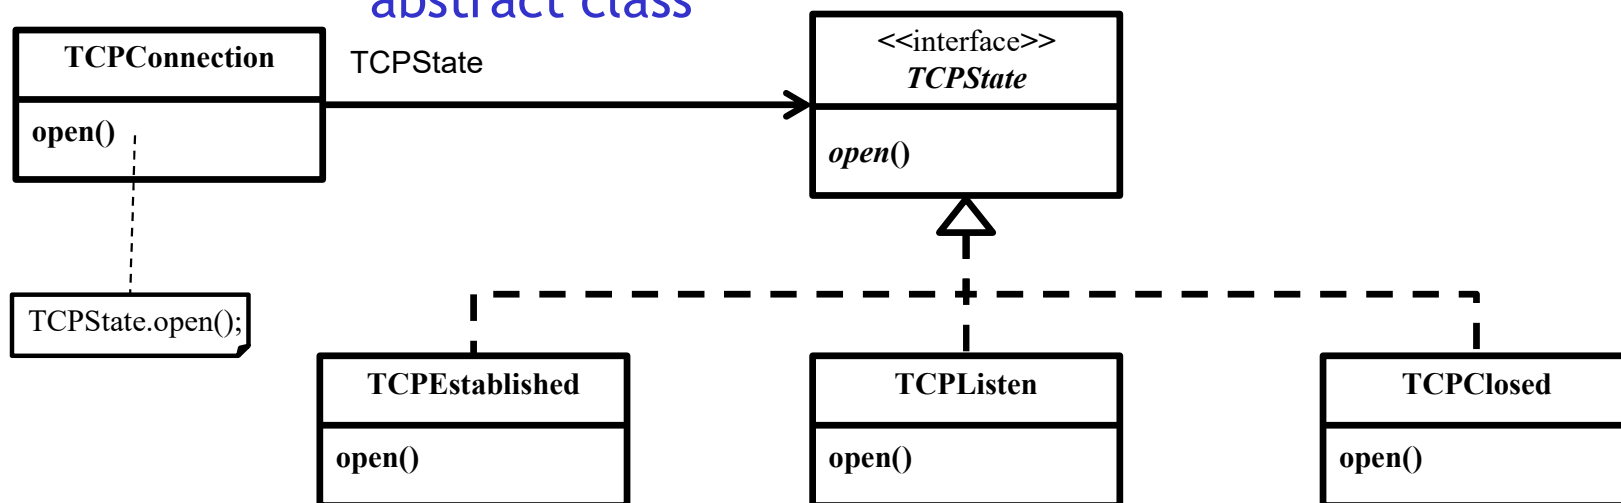 abstract class
TCPConnection
open()
TCPState
<<interface>>
TCPState
open()
TCPState.open();
TCPEstablished
open()
TCPListen
open()
TCPClosed
open()